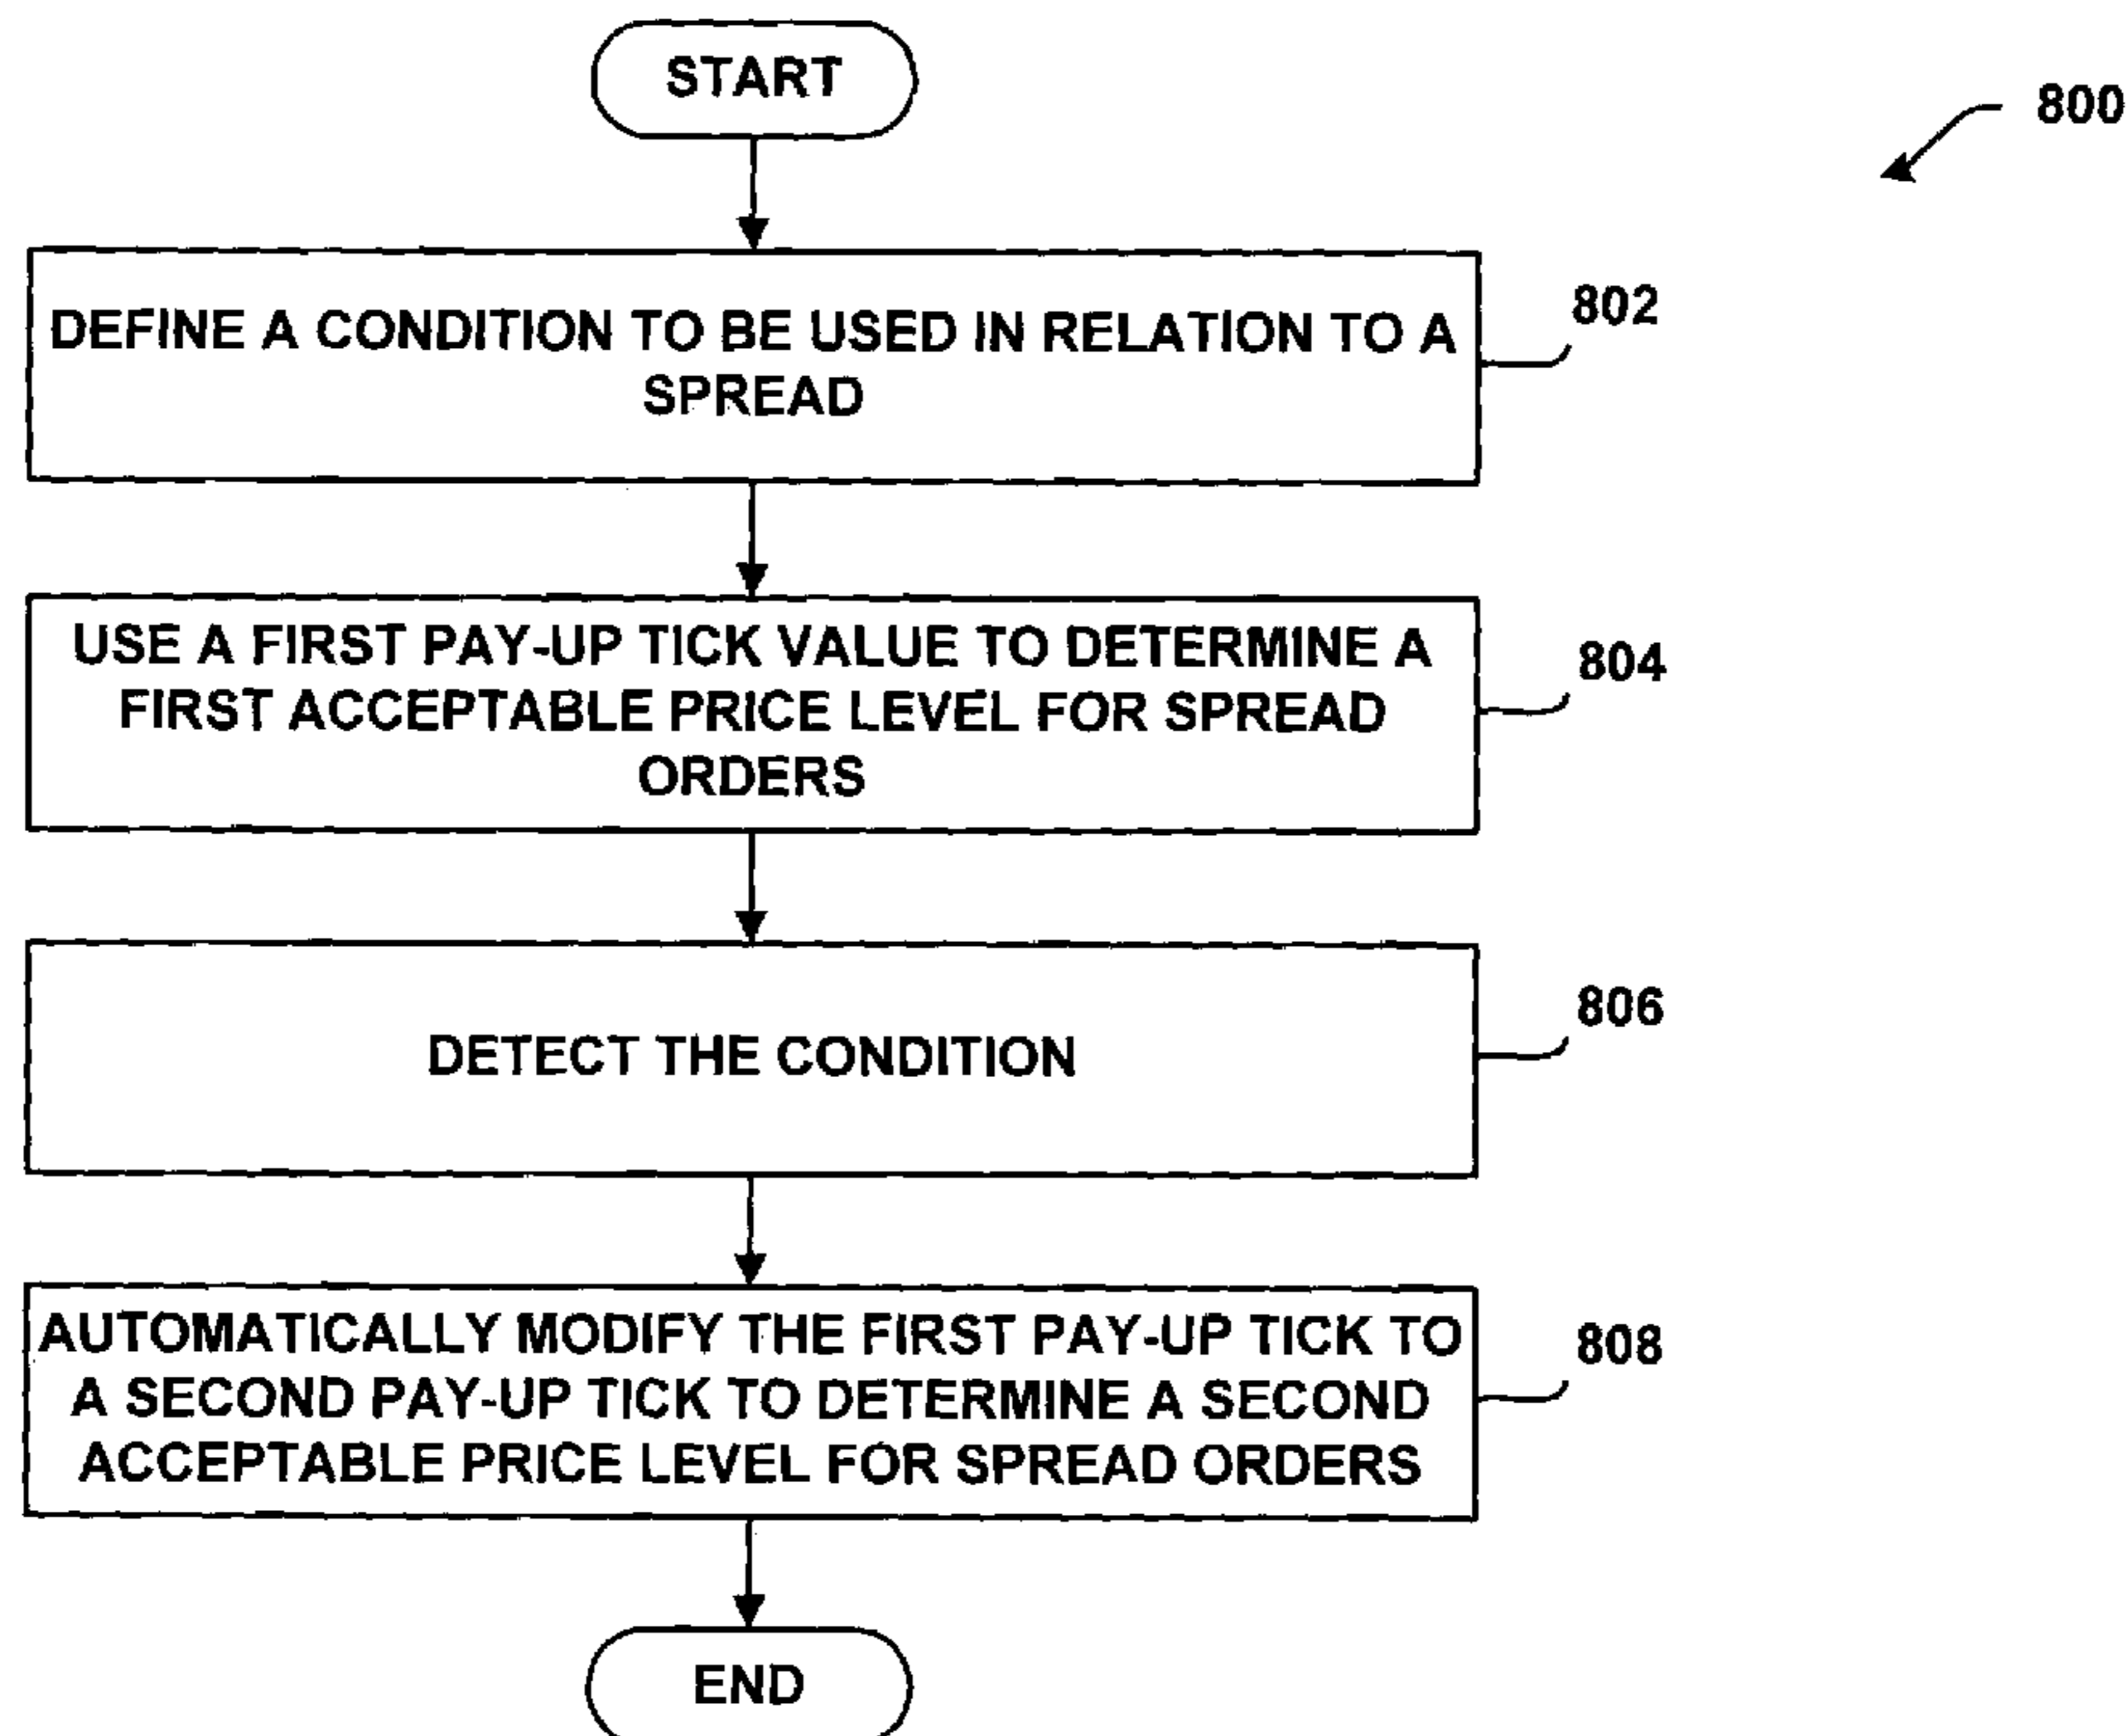 START
800
DEFINE A CONDITION TO BE USED IN RELATION TO A
SPREAD
802
USE A FIRST PAY-UP TICK VALUE TO DETERMINE A
FIRST ACCEPTABLE PRICE LEVEL FOR SPREAD
ORDERS
804
DETECT THE CONDITION
806
AUTOMATICALLY MODIFY THE FIRST PAY-UP TICK TO
A SECOND PAY-UP TICK TO DETERMINE A SECOND
ACCEPTABLE PRICE LEVEL FOR SPREAD ORDERS
808
END